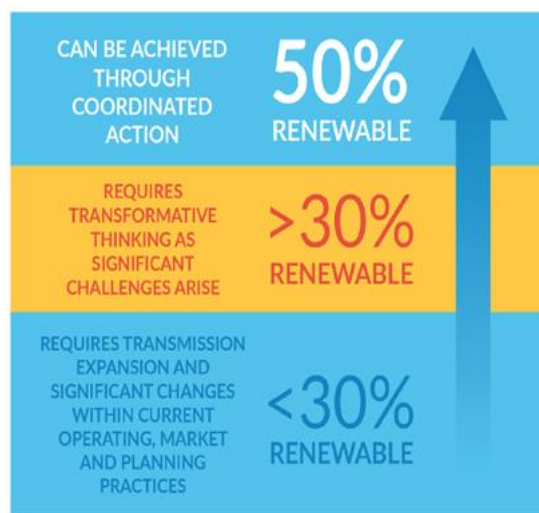 CAN BE ACHIEVED
THROUGH
COORDINATED
ACTION
50%
RENEWABLE
REQUIRES
TRANSFORMATIVE
THINKING AS
SIGNIFICANT
CHALLENGES ARISE
>30%
RENEWABLE
REQUIRES TRANSMISSION
EXPANSION AND
SIGNIFICANT CHANGES
WITHIN CURRENT
OPERATING, MARKET
AND PLANNING
PRACTICES
<30%
RENEWABLE